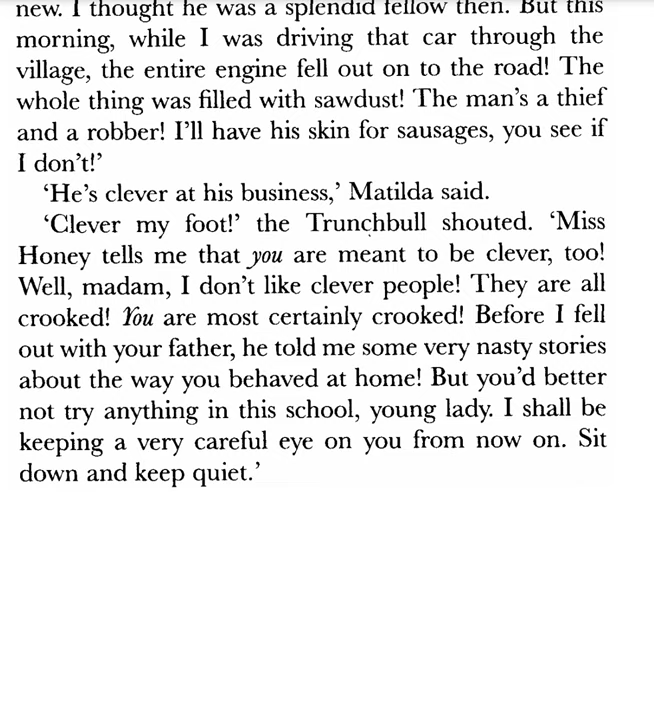 new. I thought he was a splendid fellow then. But this
morning, while I was driving that car through the
village, the entire engine fell out on to the road! The
whole thing was filled with sawdust! The man’s a thief
and a robber! I’ll have his skin for sausages, you see if
I don’t!’
‘He’s clever at his business,’ Matilda said.
‘Clever my foot!’ the Trunchbull shouted. ‘Miss
Honey tells me that you are meant to be clever, too!
Well, madam, I don’t like clever people! They are all
crooked! You are most certainly crooked! Before I fell
out with your father, he told me some very nasty stories
about the way you behaved at home! But you’d better
not try anything in this school, young lady. I shall be
keeping a very careful eye on you from now on. Sit
down and keep quiet.’